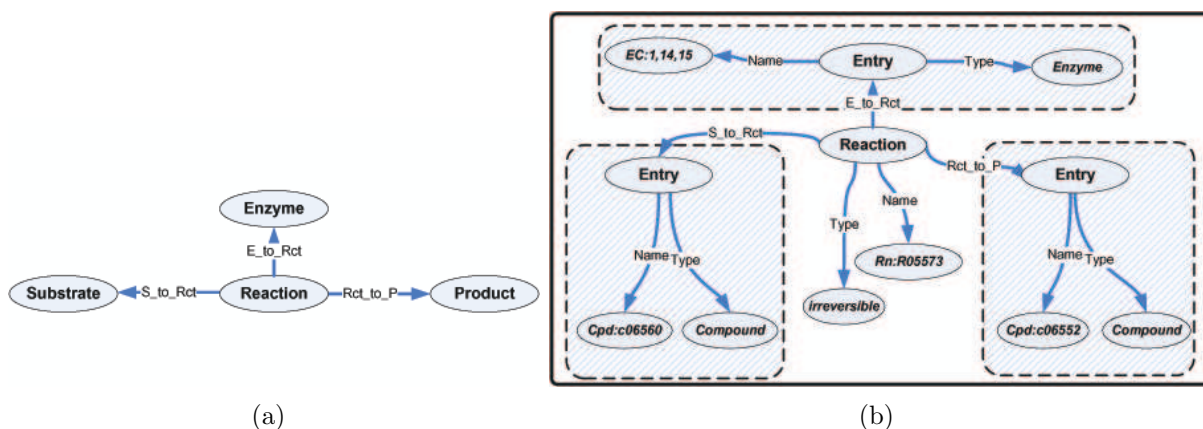 Enzyme
E_to_Rct
Substrate S_to_Rct Reaction Rct_to_P Product
(a)
EC:1,14,15 Name Entry Type Enzyme
E_to_Rct
S_to_Rct Reaction Rct_to_P
Entry Entry
Name Type
Name Type Rn:R05573 Name Type
irreversible
Cpd:c06560 Compound Cpd:c06552 Compound
(b)